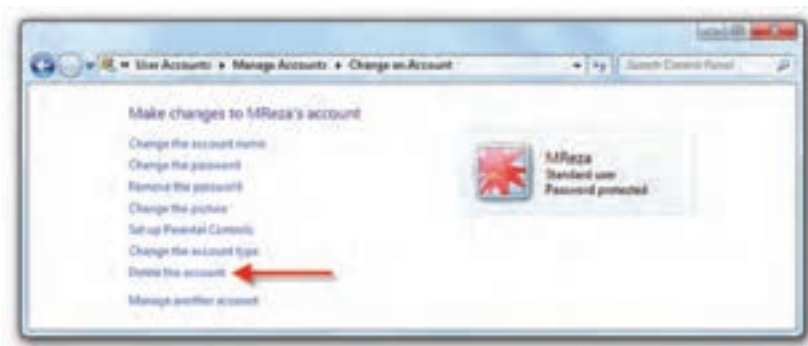 User Accounts Manage Accounts Change an Account Search Control Panel
Make changes to MReza's account
Change the account name
Change the password
Remove the password
Change the picture
Set up Parental Controls
Change the account type
Delete the account
Manage another account
MReza
Standard user
Password protected